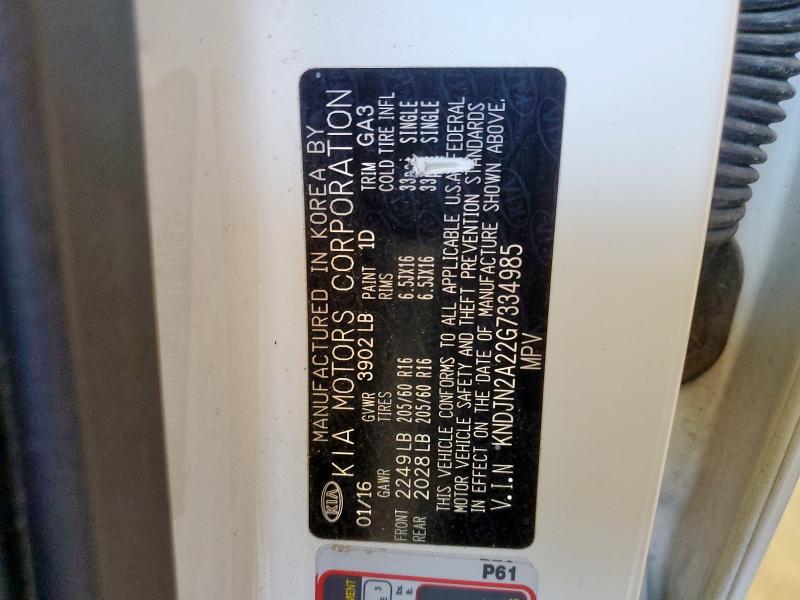 MANUFACTURED IN KOREA BY
KIA KIA MOTORS CORPORATION
01/16 GVWR 3902 LB PAINT 1D TRIM GA3
GAWR TIRES RIMS COLD TIRE INFL
FRONT 2249 LB 205/60 R16 6.5JX16 SINGLE
REAR 2028 LB 205/60 R16 6.5JX16 SINGLE
THIS VEHICLE CONFORMS TO ALL APPLICABLE U.S.A FEDERAL
MOTOR VEHICLE SAFETY AND THEFT PREVENTION STANDARDS
IN EFFECT ON THE DATE OF MANUFACTURE SHOWN ABOVE.
V.I.N KNDJN2A22G7334985
MPV
P61